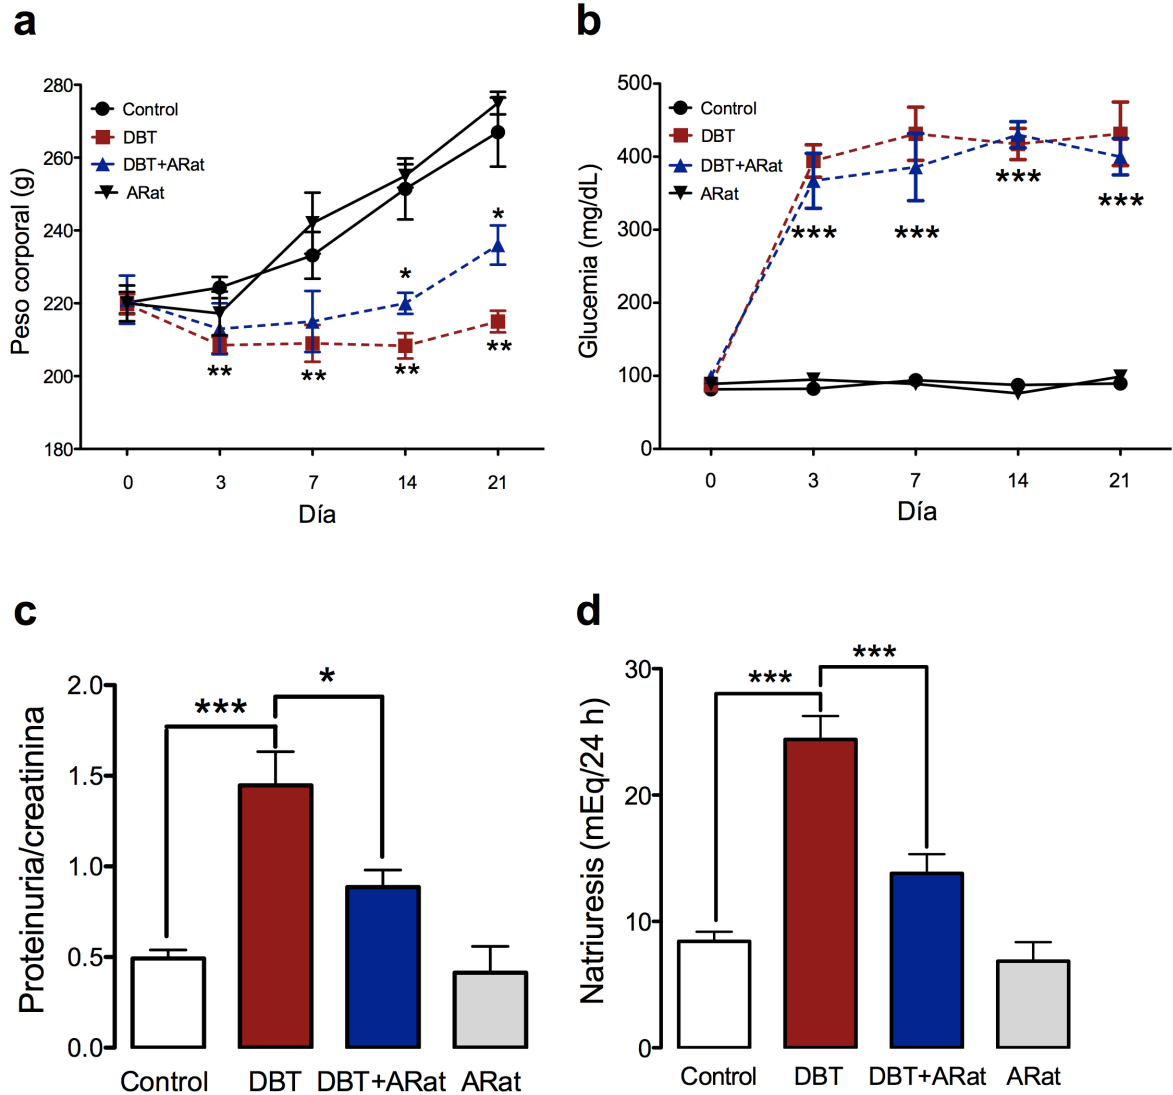 a
280
260
240
220
200
180
Peso corporal (g)
Control
DBT
DBT+ARat
ARat
*
*
**
**
**
**
0
3
7
14
21
Día
b
500
400
300
200
100
0
Glucemia (mg/dL)
Control
DBT
DBT+ARat
ARat
***
***
***
***
0
3
7
14
21
Día
c
2.0
1.5
1.0
0.5
0.0
Proteinuria/creatinina
***
*
Control
DBT
DBT+ARat
ARat
d
30
20
10
0
Natriuresis (mEq/24 h)
***
***
Control
DBT
DBT+ARat
ARat